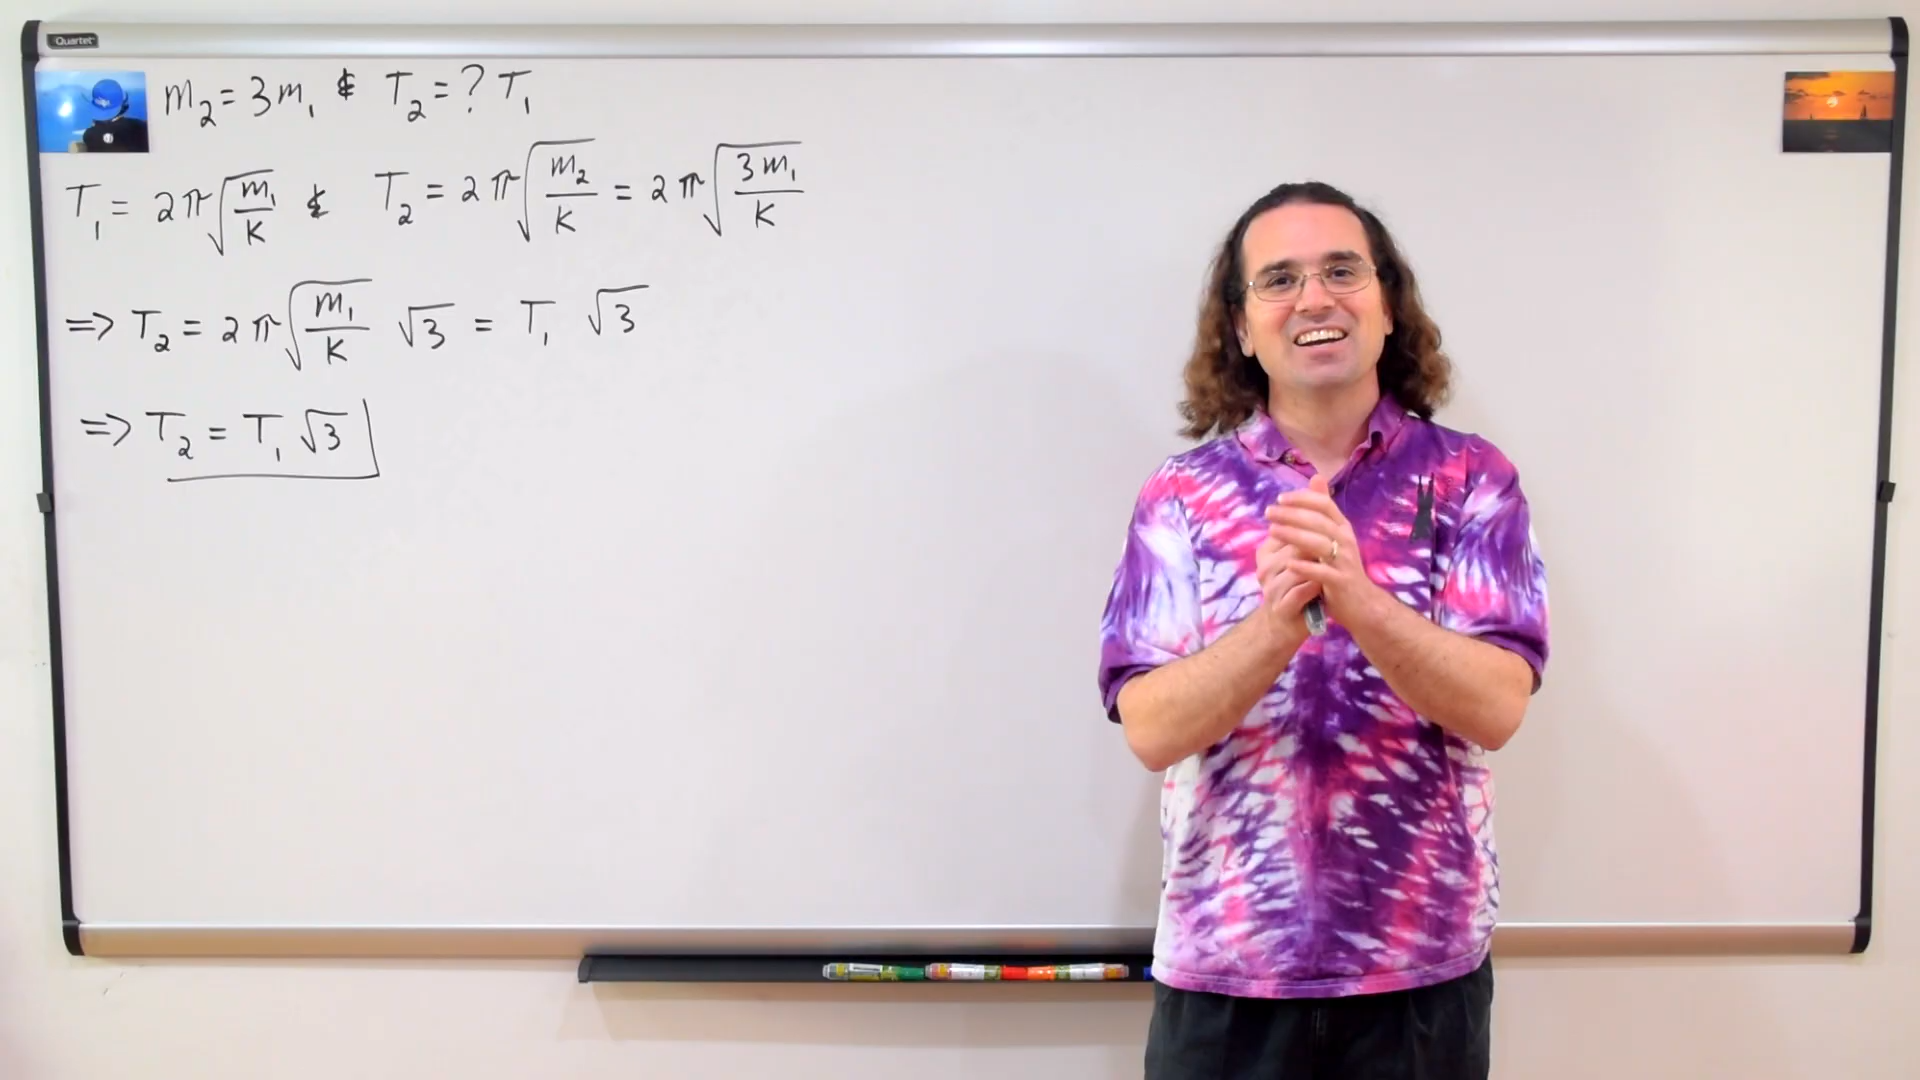 Quartet
m₂ = 3m₁ & T₂ = ? T₁
T₁ = 2π√(m₁/K) & T₂ = 2π√(m₂/K) = 2π√(3m₁/K)
=> T₂ = 2π√(m₁/K) √3 = T₁ √3
=> T₂ = T₁ √3